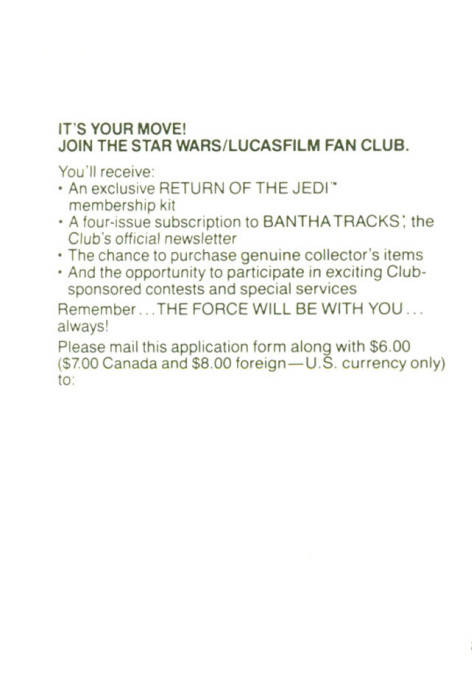 IT'S YOUR MOVE!
JOIN THE STAR WARS/LUCASFILM FAN CLUB.
You'll receive:
• An exclusive RETURN OF THE JEDI™
membership kit
• A four-issue subscription to BANTHA TRACKS™, the
Club's official newsletter
• The chance to purchase genuine collector's items
• And the opportunity to participate in exciting Club-
sponsored contests and special services
Remember...THE FORCE WILL BE WITH YOU...
always!
Please mail this application form along with $6.00
($7.00 Canada and $8.00 foreign—U.S. currency only)
to: